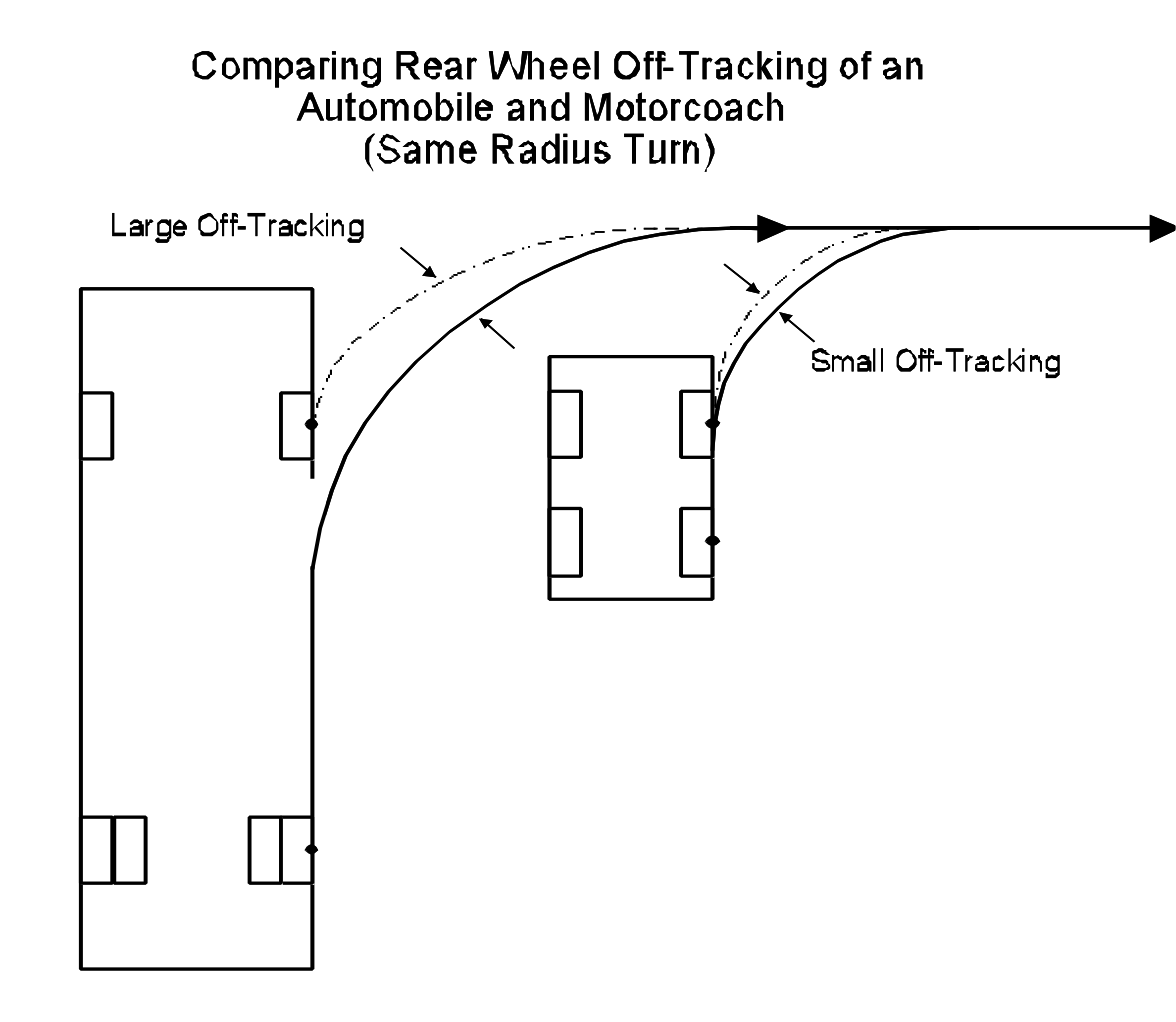 Comparing Rear Wheel Off-Tracking of an
Automobile and Motorcoach
(Same Radius Turn)
Large Off-Tracking
Small Off-Tracking